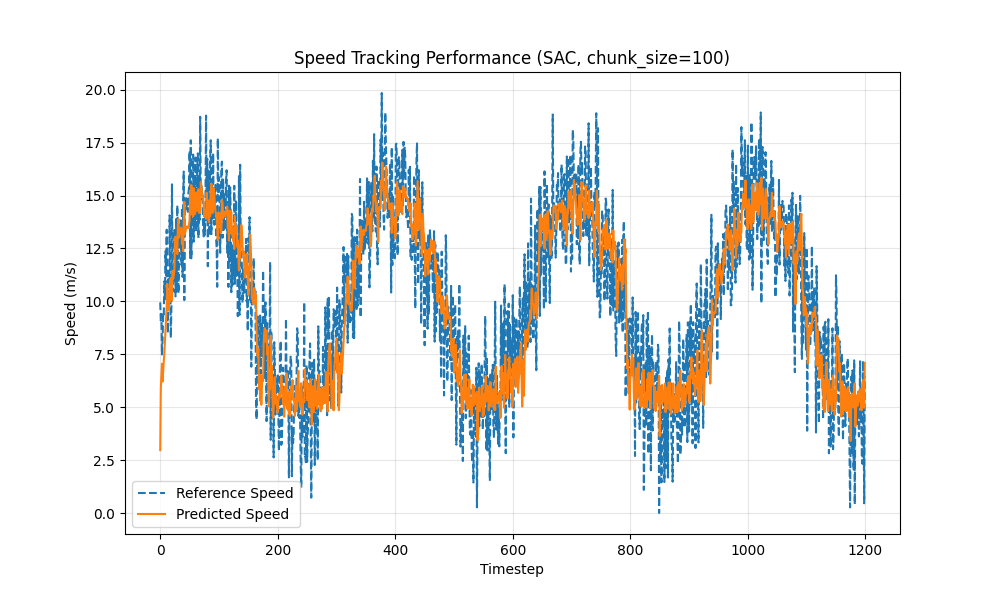 Speed Tracking Performance (SAC, chunk_size=100)
Speed (m/s)
20.0
17.5
15.0
12.5
10.0
7.5
5.0
2.5
0.0
Reference Speed
Predicted Speed
0 200 400 600 800 1000 1200
Timestep